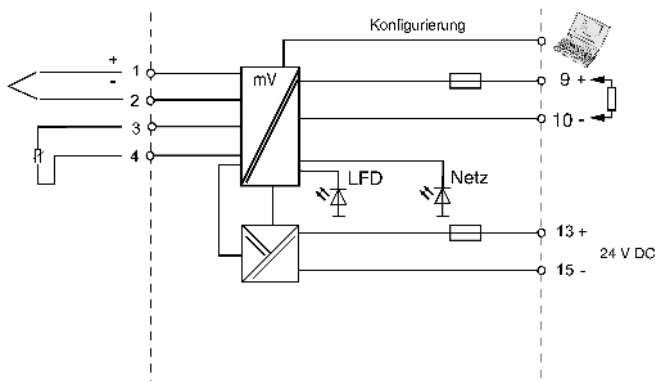 Konfigurierung
+
1
mV
9 +
-
2
10 -
3
4
LFD
Netz
13 +
24 V DC
15 -